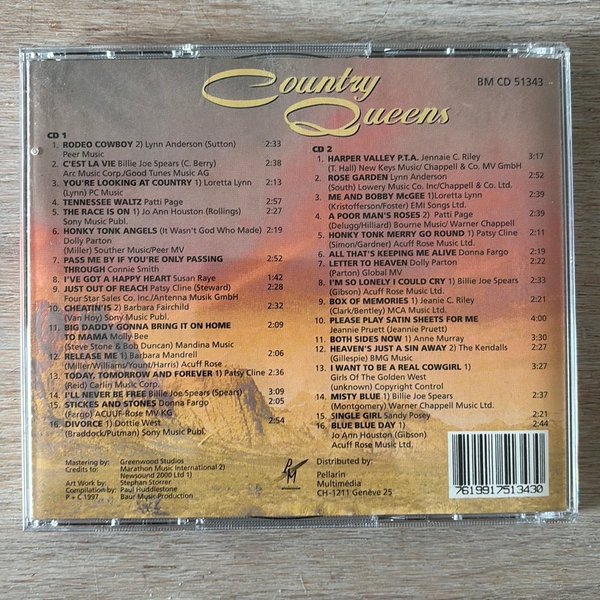 Country
Queens
BM CD 51343
CD 1
1. RODEO COWBOY 2) Lynn Anderson (Sutton) 2:33
Peer Music
2. C'EST LA VIE Billie Joe Spears (C. Berry) 2:38
Arc Music Corp./Good Tunes Music AG
3. YOU'RE LOOKING AT COUNTRY 1) Loretta Lynn 2:13
(Lynn) PC Music
4. TENNESSEE WALTZ Patti Page 2:57
5. THE RACE IS ON 1) Jo Ann Houston (Rollings) 2:27
Sony Music Publ.
6. HONKY TONK ANGELS (It Wasn't God Who Made) 2:19
Dolly Parton
(Miller) Souther Music/Peer MV
7. PASS ME BY IF YOU'RE ONLY PASSING 2:52
THROUGH Connie Smith
8. I'VE GOT A HAPPY HEART Susan Raye 1:42
9. JUST OUT OF REACH Patsy Cline (Steward) 2:28
Four Star Sales Co. Inc/Antenna Musik GmbH
10. CHEATIN'IS 2) Barbara Fairchild 2:32
(Van Hoy) Sony Music Publ.
11. BIG DADDY GONNA BRING IT ON HOME 2:09
TO MAMA Molly Bee
(Steve Stone & Bob Duncan) Mandina Music
12. RELEASE ME 1) Barbara Mandrell 2:06
(Miller/Williams/Young/Harris) Acuff Rose
13. TODAY, TOMORROW AND FOREVER 1) Patsy Cline 2:36
(Reid) Carlin Music Corp.
14. I'LL NEVER BE FREE Billie Joe Spears (Spears) 3:09
15. STICKES AND STONES Donna Fargo 2:05
(Fargo) ACUUF-Rose MV-KG
16. DIVORCE 1) Dottie West 2:54
(Braddock/Putman) Sony Music Publ.
CD 2
1. HARPER VALLEY P.T.A. Jennaie C. Riley 3:17
(T. Hall) New Keys Music/ Chappell & Co. MV GmbH
2. ROSE GARDEN Lynn Anderson 2:52
(South) Lowery Music Co. Inc/Chappell & Co. Ltd.
3. ME AND BOBBY McGEE 1)Loretta Lynn 2:39
(Kristofferson/Foster) EMI Songs Ltd.
4. A POOR MAN'S ROSES 2) Patti Page 2:41
(Delugg/Hilliard) Bourne Music/ Warner Chappell
5. HONKY TONK MERRY GO ROUND 1) Patsy Cline 2:21
(Simon/Gardner) Acuff Rose Music Ltd.
6. ALL THAT'S KEEPING ME ALIVE Donna Fargo 2:50
7. LETTER TO HEAVEN Dolly Parton 2:26
(Parton) Global MV
8. I'M SO LONELY I COULD CRY 1) Billie Joe Spears 2:33
(Gibson) Acuff Rose Music Ltd.
9. BOX OF MEMORIES 1) Jeanie C. Riley 2:39
(Clark/Bentley) MCA Music Ltd.
10. PLEASE PLAY SATIN SHEETS FOR ME 4:00
Jeannie Pruett (Jeannie Pruett)
11. BOTH SIDES NOW 1) Anne Murray 3:30
12. HEAVEN'S JUST A SIN AWAY 2) The Kendalls 2:27
(Gillespie) BMG Music
13. I WANT TO BE A REAL COWGIRL 1) 3:21
Girls Of The Golden West
(unknown) Copyright Control
14. MISTY BLUE 1) Billie Joe Spears 2:35
(Montgomery) Warner Chappell Music Ltd.
15. SINGLE GIRL Sandy Posey 2:21
16. BLUE BLUE DAY 1) 2:44
Jo Ann Houston (Gibson)
Acuff Rose Music Ltd.
Mastering by: Greenwood Studios
Credits to: Marathon Music International 2)
Newsound 2000 Ltd 1)
Art Work by: Stephan Storrer
Compilation by: Paul Huddlestone
P + C 1997 Baur Music Production
Distributed by:
Pellarin
Multimédia
CH-1211 Genève 25
7619917513430